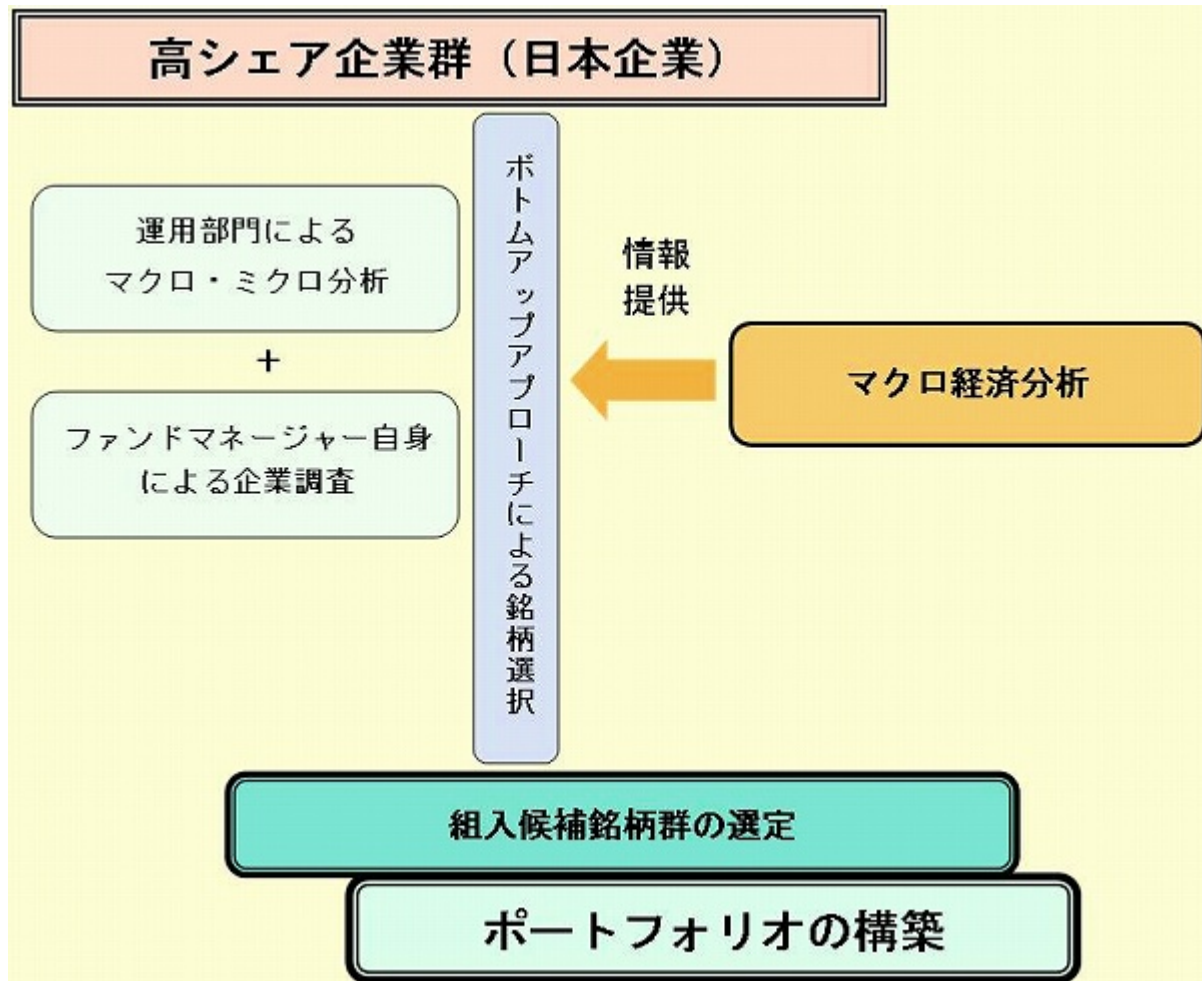 高シェア企業群（日本企業）
運用部門による
マクロ・ミクロ分析
+
ファンドマネージャー自身
による企業調査
ボトムアップアプローチによる銘柄選択
情報
提供
マクロ経済分析
組入候補銘柄群の選定
ポートフォリオの構築